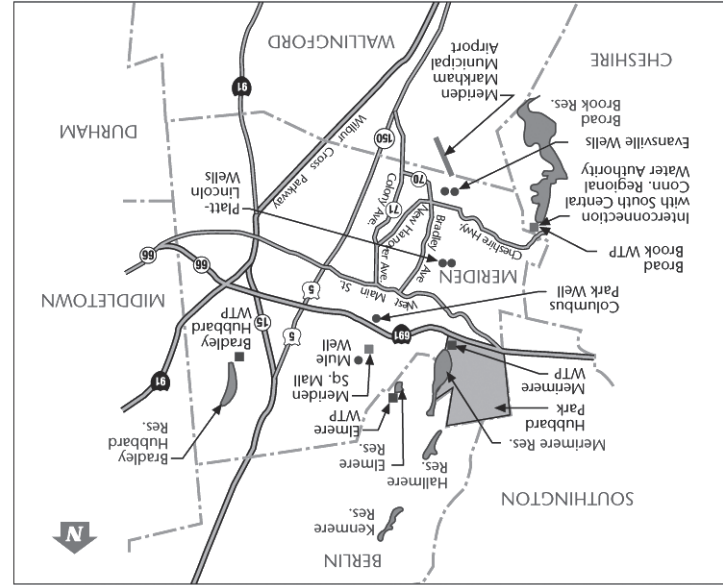 N
BERLIN
SOUTHINGTON
Kenmere
Res.
Hallmere
Res.
Elmere
Res.
Elmere
WTP
Merimere Res.
Hubbard
Park
Merimere
WTP
Meriden
Sq. Mall
Mule
Well
Bradley
Hubbard
Res.
Bradley
Hubbard
WTP
91
5
15
691
Columbus
Park Well
MIDDLETOWN
MERIDEN
West Main St.
66
66
5
Broad
Brook WTP
Interconnection
with South Central
Conn. Regional
Water Authority
Cheshire Hwy.
Bradley Ave
New Hanover Ave.
71
Colony Ave.
70
Platt-
Lincoln
Wells
Evansville Wells
Broad
Brook Res.
Meriden
Markham
Municipal
Airport
150
Wilbur Cross Parkway
DURHAM
CHESHIRE
WALLINGFORD
91